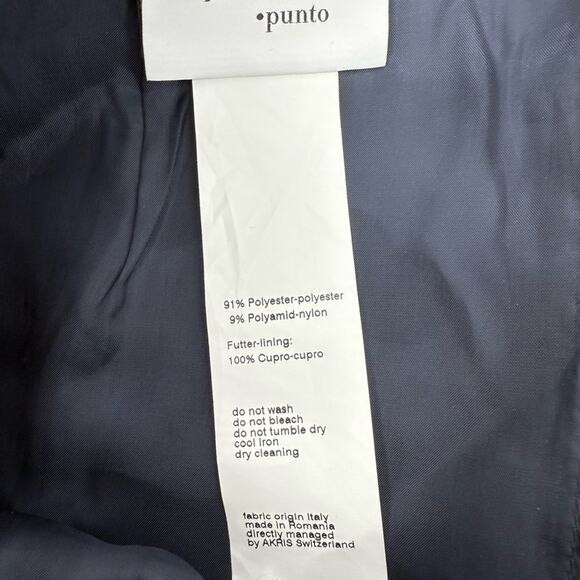 •punto
91% Polyester-polyester
9% Polyamid-nylon
Futter-lining:
100% Cupro-cupro
do not wash
do not bleach
do not tumble dry
cool iron
dry cleaning
fabric origin Italy
made in Romania
directly managed
by AKRIS Switzerland